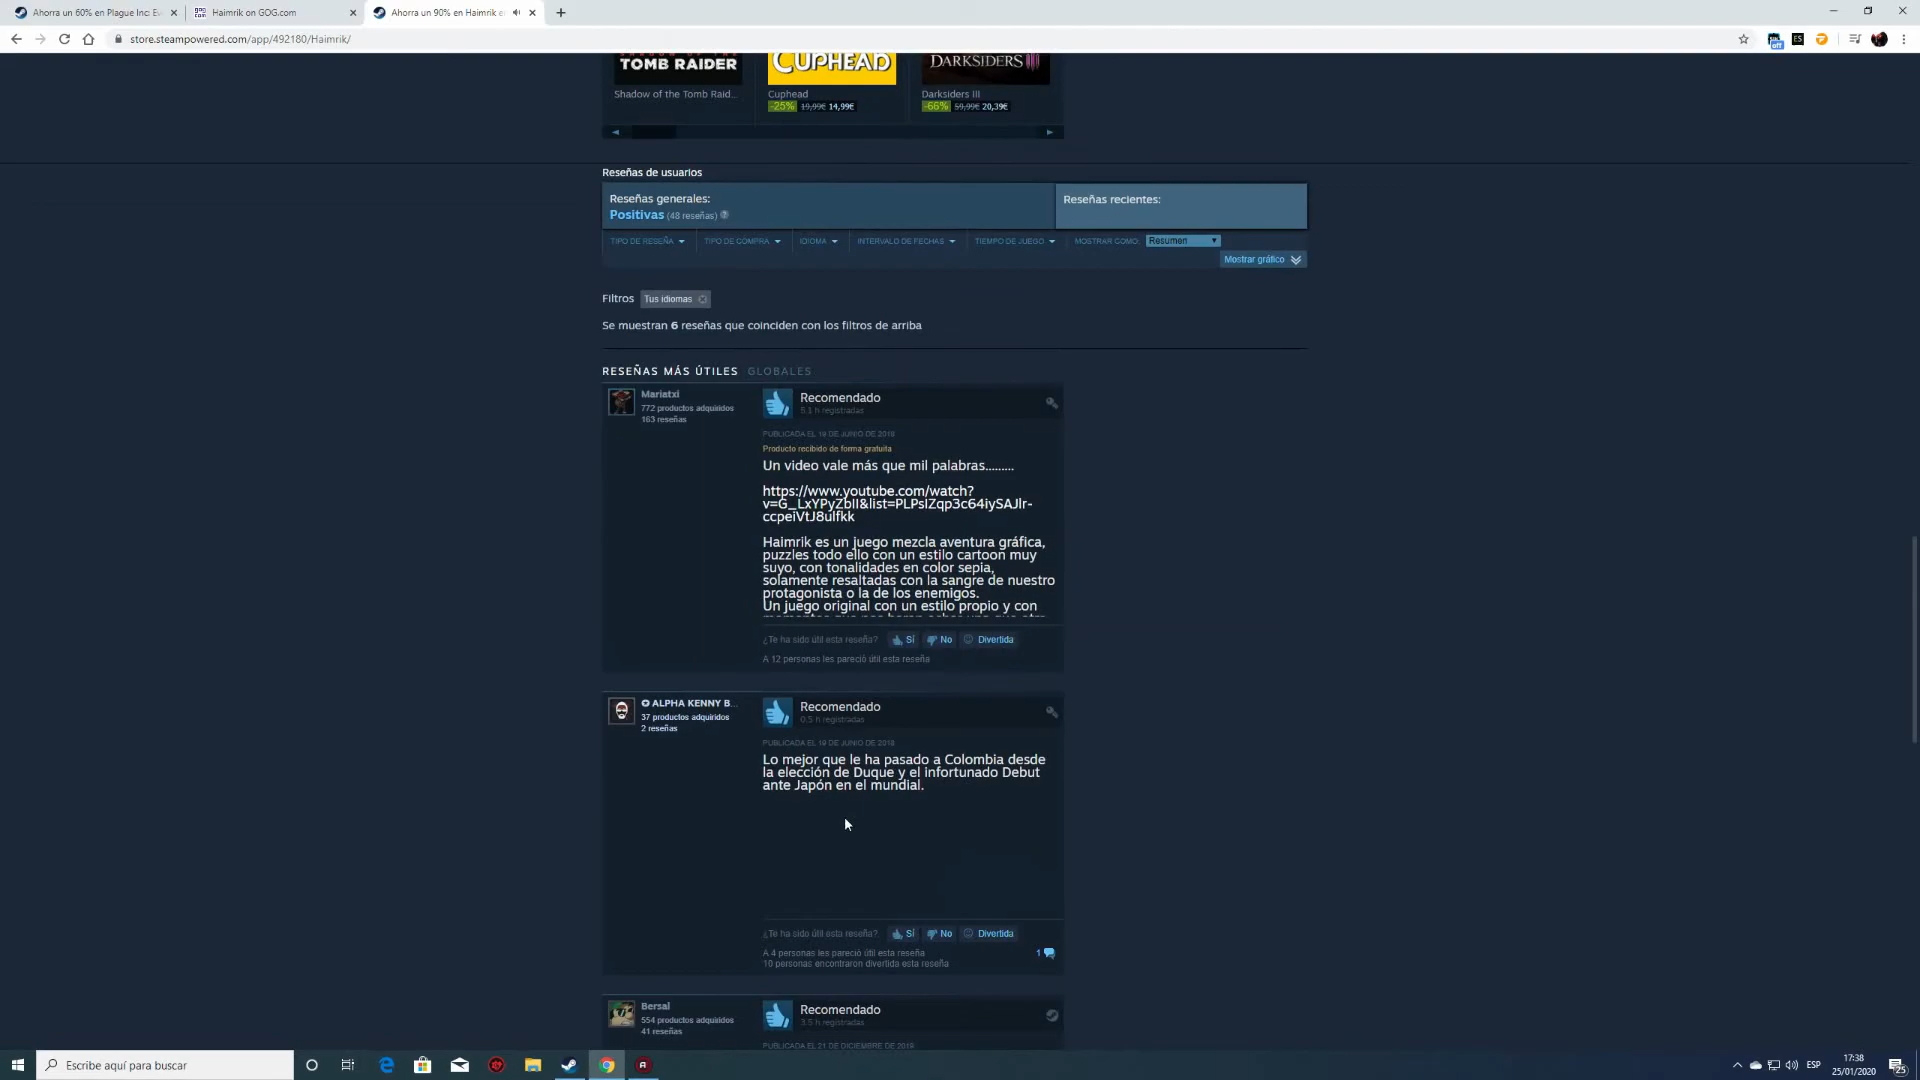 Ahorra un 60% en Plague Inc: Ev
Haimrik on GOG.com
Ahorra un 90% en Haimrik e
store.steampowered.com/app/492180/Haimrik/
TOMB RAIDER
CUPHEAD
DARKSIDERS III
Shadow of the Tomb Raid...
Cuphead
Darksiders III
-25% 19,99€ 14,99€
-66% 59,99€ 20,39€
Reseñas de usuarios
Reseñas generales:
Positivas (48 reseñas)
Reseñas recientes:
TIPO DE RESEÑA TIPO DE COMPRA IDIOMA INTERVALO DE FECHAS TIEMPO DE JUEGO MOSTRAR COMO: Resumen
Mostrar gráfico
Filtros Tus idiomas
Se muestran 6 reseñas que coinciden con los filtros de arriba
RESEÑAS MÁS ÚTILES GLOBALES
Mariatxi
772 productos adquiridos
163 reseñas
Recomendado
5.1 h registradas
PUBLICADA EL 19 DE JUNIO DE 2018
Producto recibido de forma gratuita
Un video vale más que mil palabras.........
https://www.youtube.com/watch?
v=G_LxYPyZbII&list=PLPsIZqp3c64iySAJlr-
ccpeiVtJ8ulfkk
Haimrik es un juego mezcla aventura gráfica,
puzzles todo ello con un estilo cartoon muy
suyo, con tonalidades en color sepia,
solamente resaltadas con la sangre de nuestro
protagonista o la de los enemigos.
Un juego original con un estilo propio y con
¿Te ha sido útil esta reseña? Sí No Divertida
A 12 personas les pareció útil esta reseña
✪ ALPHA KENNY B...
37 productos adquiridos
2 reseñas
Recomendado
0.5 h registradas
PUBLICADA EL 19 DE JUNIO DE 2018
Lo mejor que le ha pasado a Colombia desde
la elección de Duque y el infortunado Debut
ante Japón en el mundial.
¿Te ha sido útil esta reseña? Sí No Divertida
A 4 personas les pareció útil esta reseña
10 personas encontraron divertida esta reseña
1
Bersal
554 productos adquiridos
41 reseñas
Recomendado
3.5 h registradas
PUBLICADA EL 21 DE DICIEMBRE DE 2019
Escribe aquí para buscar
ESP
17:38
25/01/2020
25